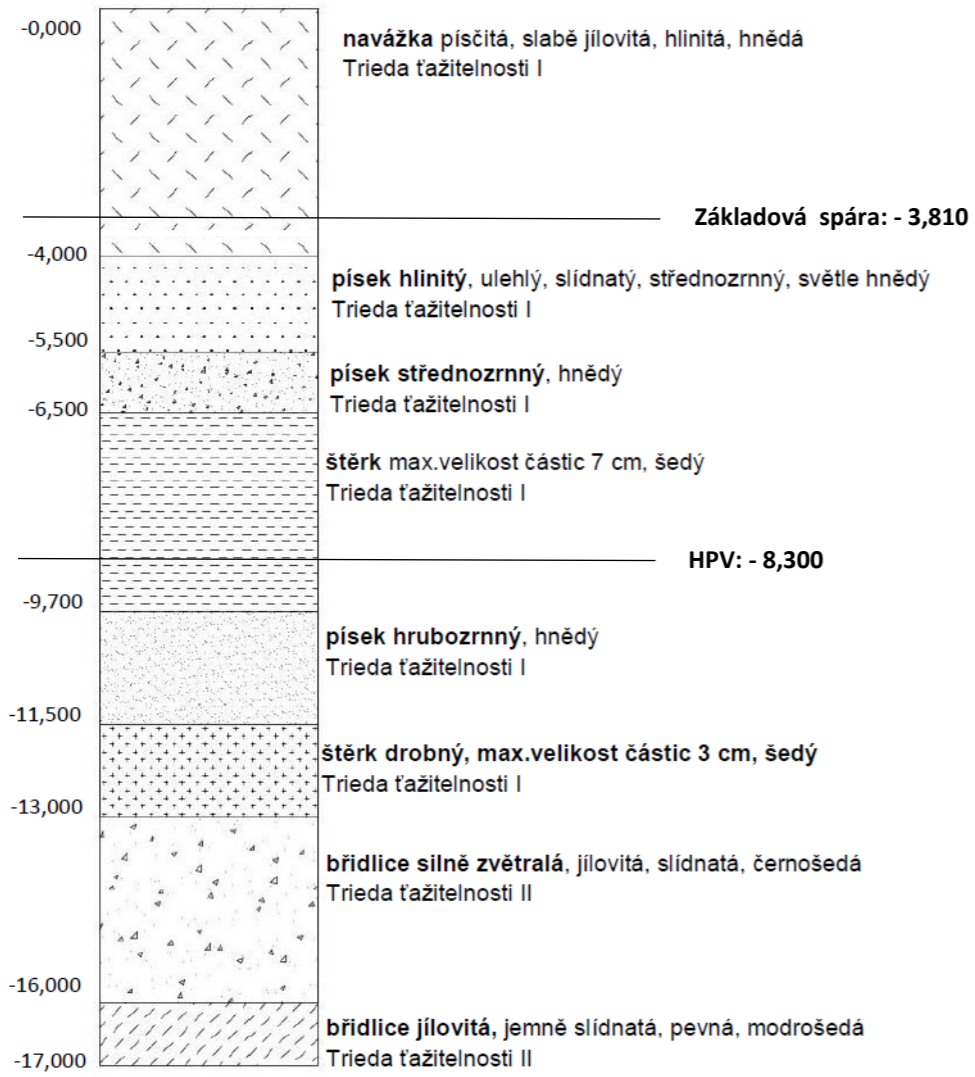 -0,000
navážka písčitá, slabě jílovitá, hlinitá, hnědá
Trieda ťažitelnosti I
Základová spára: - 3,810
-4,000
písek hlinitý, ulehlý, slídnatý, střednozrnný, světle hnědý
Trieda ťažitelnosti I
-5,500
písek střednozrnný, hnědý
Trieda ťažitelnosti I
-6,500
štěrk max.velikost částic 7 cm, šedý
Trieda ťažitelnosti I
HPV: - 8,300
-9,700
písek hrubozrnný, hnědý
Trieda ťažitelnosti I
-11,500
štěrk drobný, max.velikost částic 3 cm, šedý
Trieda ťažitelnosti I
-13,000
břidlice silně zvětralá, jílovitá, slídnatá, černošedá
Trieda ťažitelnosti II
-16,000
břidlice jílovitá, jemně slídnatá, pevná, modrošedá
Trieda ťažitelnosti II
-17,000